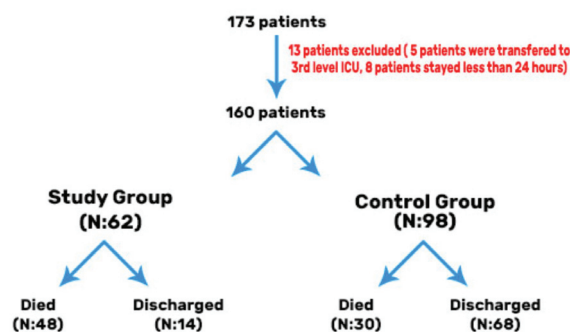 173 patients
13 patients excluded ( 5 patients were transfered to
3rd level ICU, 8 patients stayed less than 24 hours)
160 patients
Study Group
(N:62)
Control Group
(N:98)
Died
(N:48)
Discharged
(N:14)
Died
(N:30)
Discharged
(N:68)